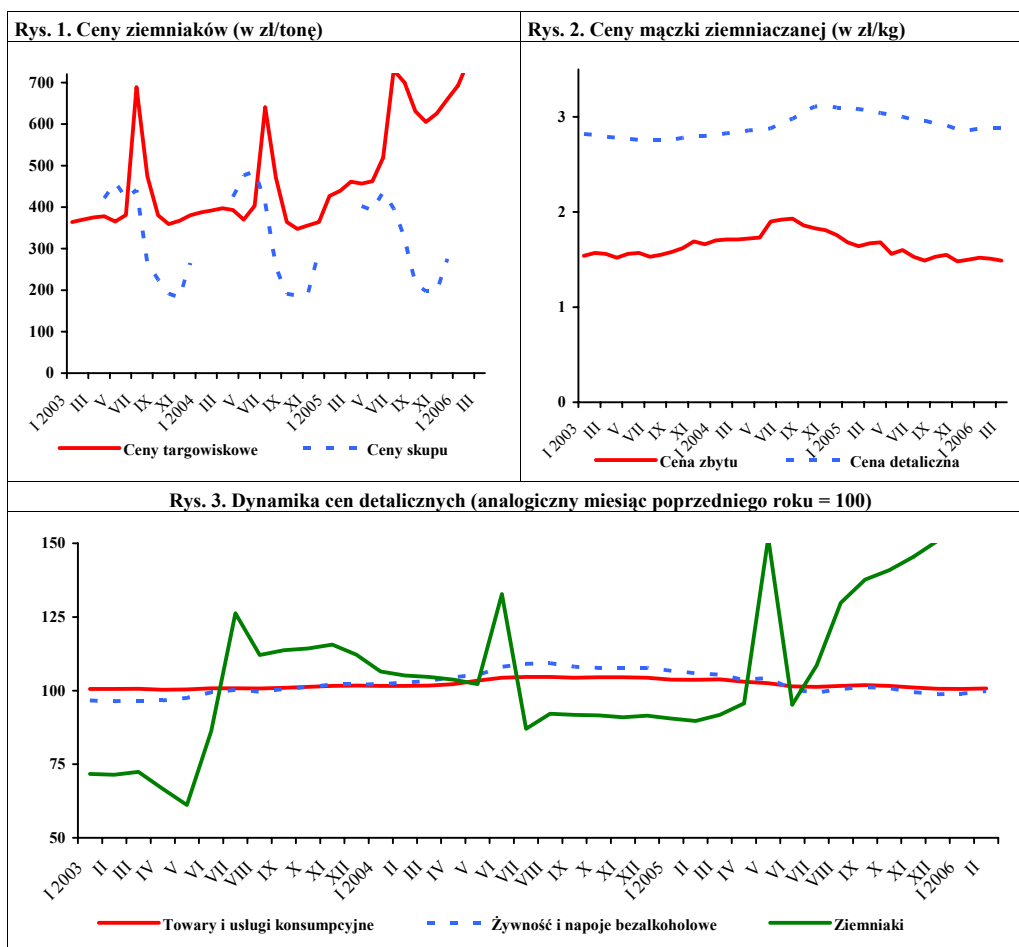 Rys. 1. Ceny ziemniaków (w zł/tonę)
700
600
500
400
300
200
100
0
I 2003 III V VII IX XI I 2004 III V VII IX XI I 2005 III V VII IX XI I 2006 III
Ceny targowiskowe Ceny skupu
Rys. 2. Ceny mączki ziemniaczanej (w zł/kg)
3
2
1
0
I 2003 III V VII IX XI I 2004 III V VII IX XI I 2005 III V VII IX XI I 2006 III
Cena zbytu Cena detaliczna
Rys. 3. Dynamika cen detalicznych (analogiczny miesiąc poprzedniego roku = 100)
150
125
100
75
50
I 2003 II III IV V VI VII VIII IX X XI XII I 2004 II III IV V VI VII VIII IX X XI XII I 2005 II III IV V VI VII VIII IX X XI XII I 2006 II
Towary i usługi konsumpcyjne Żywność i napoje bezalkoholowe Ziemniaki